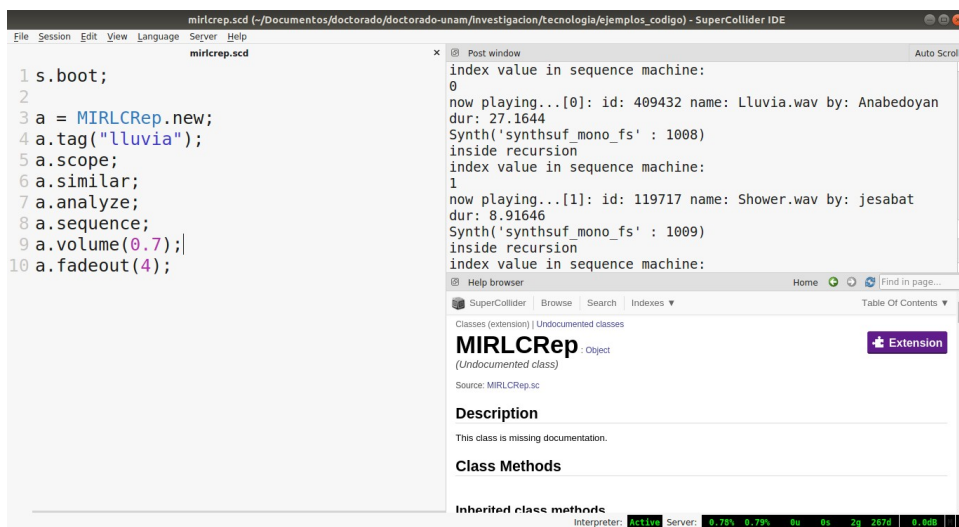 mirlcrep.scd (~/Documentos/doctorado/doctorado-unam/investigacion/tecnologia/ejemplos_codigo) - SuperCollider IDE
File Session Edit View Language Server Help
mirlcrep.scd
1 s.boot;
2
3 a = MIRLCRep.new;
4 a.tag("lluvia");
5 a.scope;
6 a.similar;
7 a.analyze;
8 a.sequence;
9 a.volume(0.7);
10 a.fadeout(4);
Post window Auto Scrol
index value in sequence machine:
0
now playing...[0]: id: 409432 name: Lluvia.wav by: Anabedoyan
dur: 27.1644
Synth('synthsuf_mono_fs' : 1008)
inside recursion
index value in sequence machine:
1
now playing...[1]: id: 119717 name: Shower.wav by: jesabat
dur: 8.91646
Synth('synthsuf_mono_fs' : 1009)
inside recursion
index value in sequence machine:
Help browser Home Find in page...
SuperCollider Browse Search Indexes ▼ Table Of Contents ▼
Classes (extension) | Undocumented classes
MIRLCRep : Object Extension
(Undocumented class)
Source: MIRLCRep.sc
Description
This class is missing documentation.
Class Methods
Inherited class methods
Interpreter: Active Server: 0.78% 0.79% 0u 0s 2g 267d 0.0dB